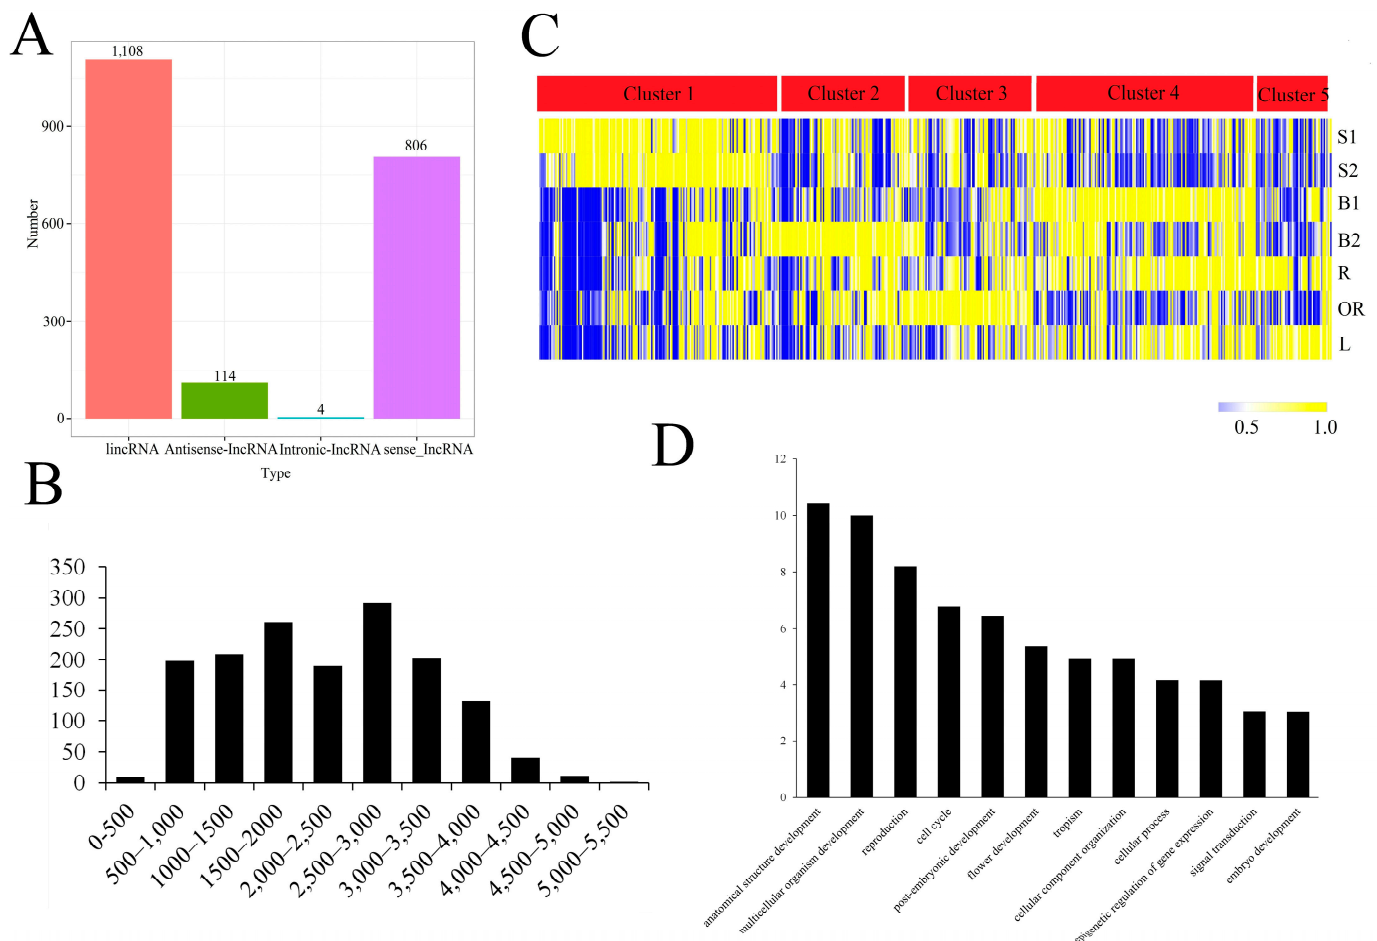 A
1,108
900
806
600
300
114
4
0
Number
lincRNA
Antisense-lncRNA
Intronic-lncRNA
sense_lncRNA
Type
B
350
300
250
200
150
100
50
0
0-500
500–1,000
1000–1500
1500–2000
2,000–2,500
2,500–3,000
3,000–3,500
3,500–4,000
4,000–4,500
4,500–5,000
5,000–5,500
C
Cluster 1
Cluster 2
Cluster 3
Cluster 4
Cluster 5
S1
S2
B1
B2
R
OR
L
0.5
1.0
D
12
10
8
6
4
2
0
anatomical structure development
multicellular organism development
reproduction
cell cycle
post-embryonic development
flower development
tropism
cellular component organization
cellular process
epigenetic regulation of gene expression
signal transduction
embryo development